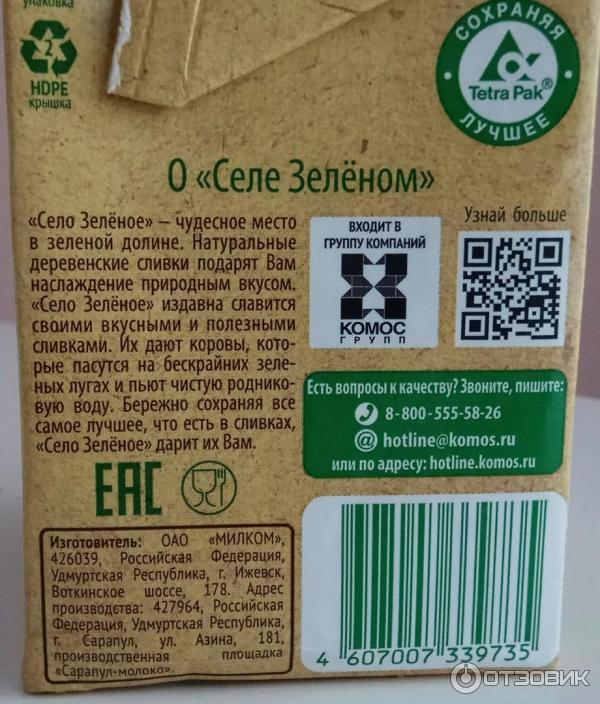 упаковка
2
HDPE
крышка
СОХРАНЯЯ
Tetra Pak®
ЛУЧШЕЕ
О «Селе Зелёном»
«Село Зелёное» – чудесное место
в зеленой долине. Натуральные
деревенские сливки подарят Вам
наслаждение природным вкусом.
«Село Зелёное» издавна славится
своими вкусными и полезными
сливками. Их дают коровы, кото-
рые пасутся на бескрайних зеле-
ных лугах и пьют чистую роднико-
вую воду. Бережно сохраняя все
самое лучшее, что есть в сливках,
«Село Зелёное» дарит их Вам.
ВХОДИТ В
ГРУППУ КОМПАНИЙ
КОМОС
ГРУПП
Узнай больше
Есть вопросы к качеству? Звоните, пишите:
8-800-555-58-26
hotline@komos.ru
или по адресу: hotline.komos.ru
EAC
Изготовитель: ОАО «МИЛКОМ»,
426039, Российская Федерация,
Удмуртская Республика, г. Ижевск,
Воткинское шоссе, 178. Адрес
производства: 427964, Российская
Федерация, Удмуртская Республика,
г. Сарапул, ул. Азина, 181,
производственная площадка
«Сарапул-молоко»
4 607007 339735
ОТЗОВИК